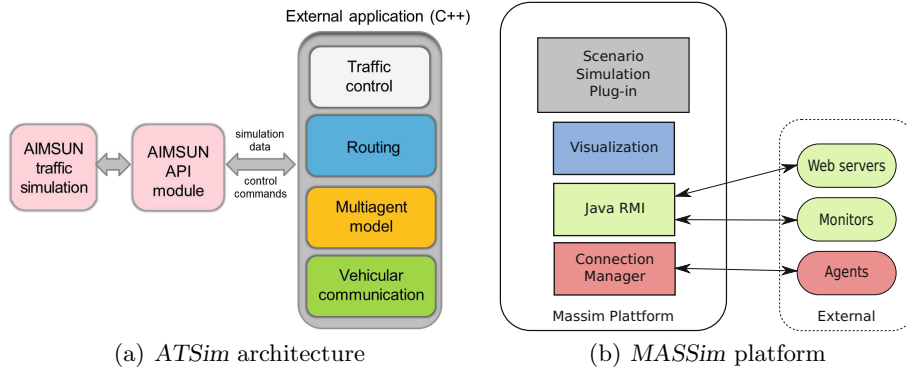 External application (C++)
Traffic
control
Routing
Multiagent
model
Vehicular
communication
AIMSUN
traffic
simulation
AIMSUN
API
module
simulation
data
control
commands
(a) ATSim architecture
Scenario
Simulation
Plug-in
Visualization
Java RMI
Connection
Manager
Massim Plattform
Web servers
Monitors
Agents
External
(b) MASSim platform